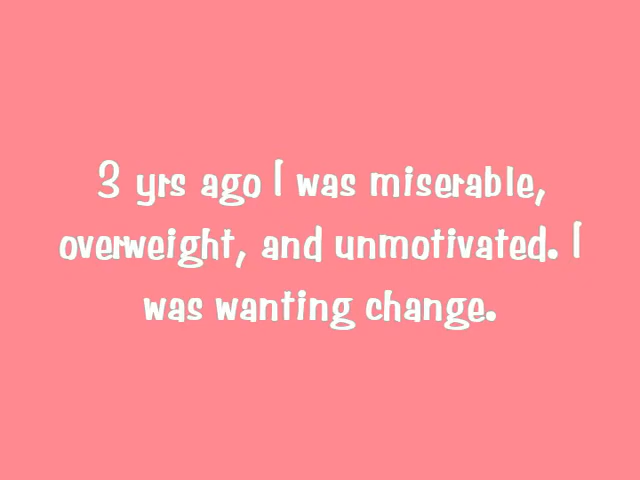 3 yrs ago I was miserable,
overweight, and unmotivated. I
was wanting change.